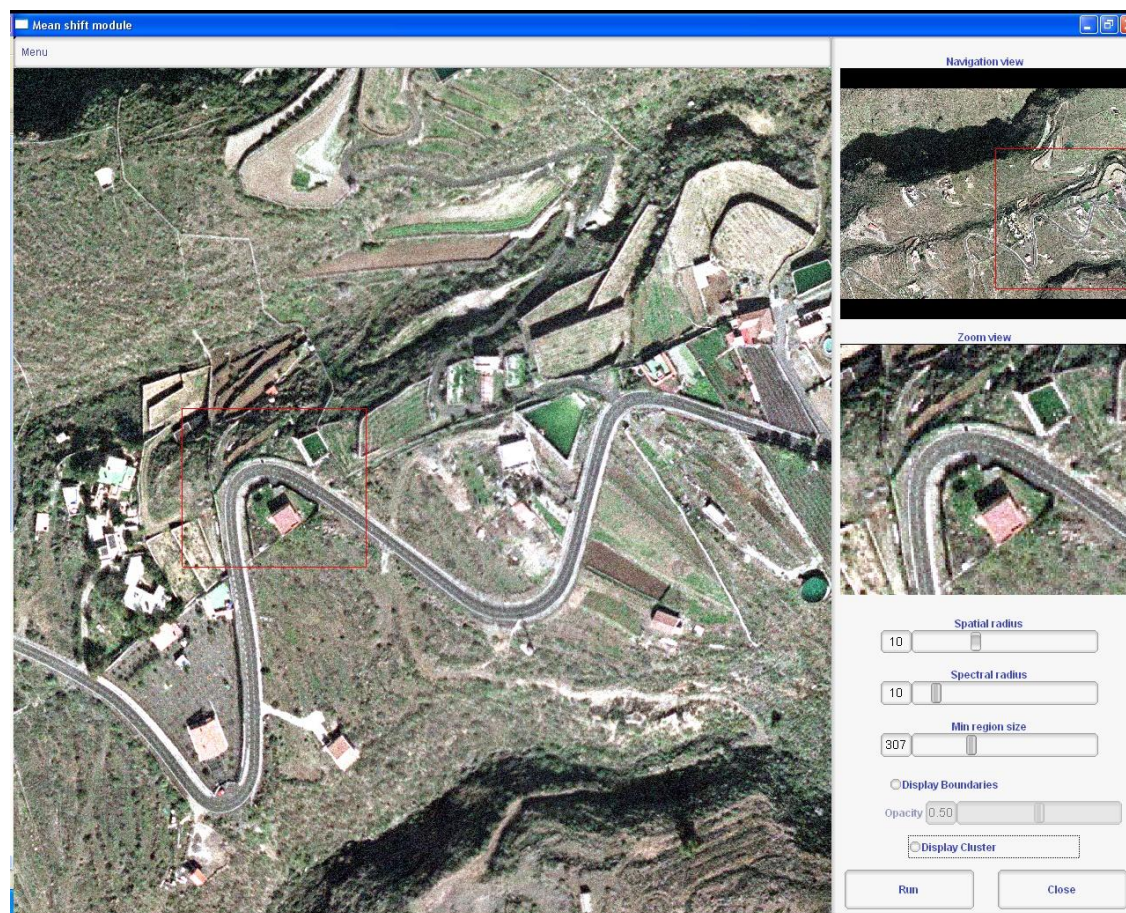 Mean shift module
Menu
Navigation view
Zoom view
Spatial radius
10
Spectral radius
10
Min region size
307
Display Boundaries
Opacity 0.50
Display Cluster
Run Close